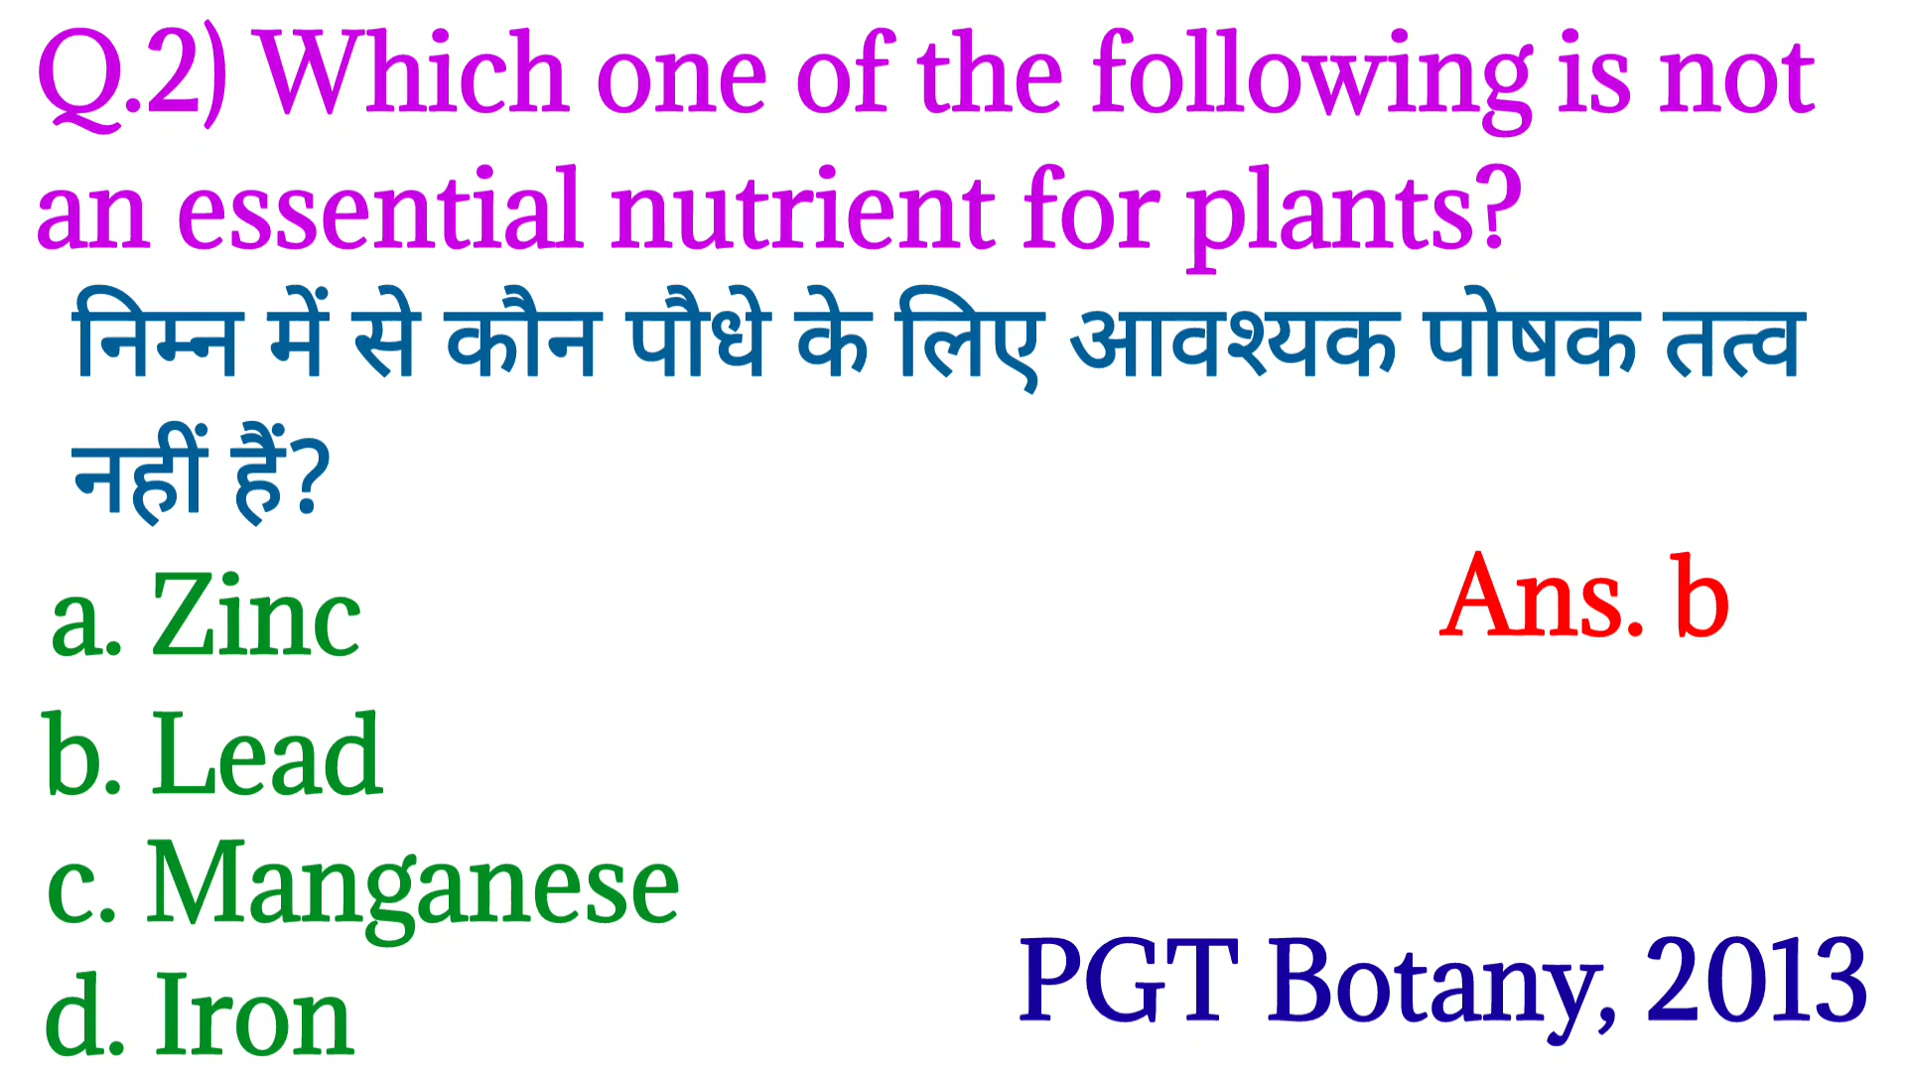 Q.2) Which one of the following is not
an essential nutrient for plants?
निम्न में से कौन पौधे के लिए आवश्यक पोषक तत्व
नहीं हैं?
a. Zinc
Ans. b
b. Lead
c. Manganese
d. Iron
PGT Botany, 2013